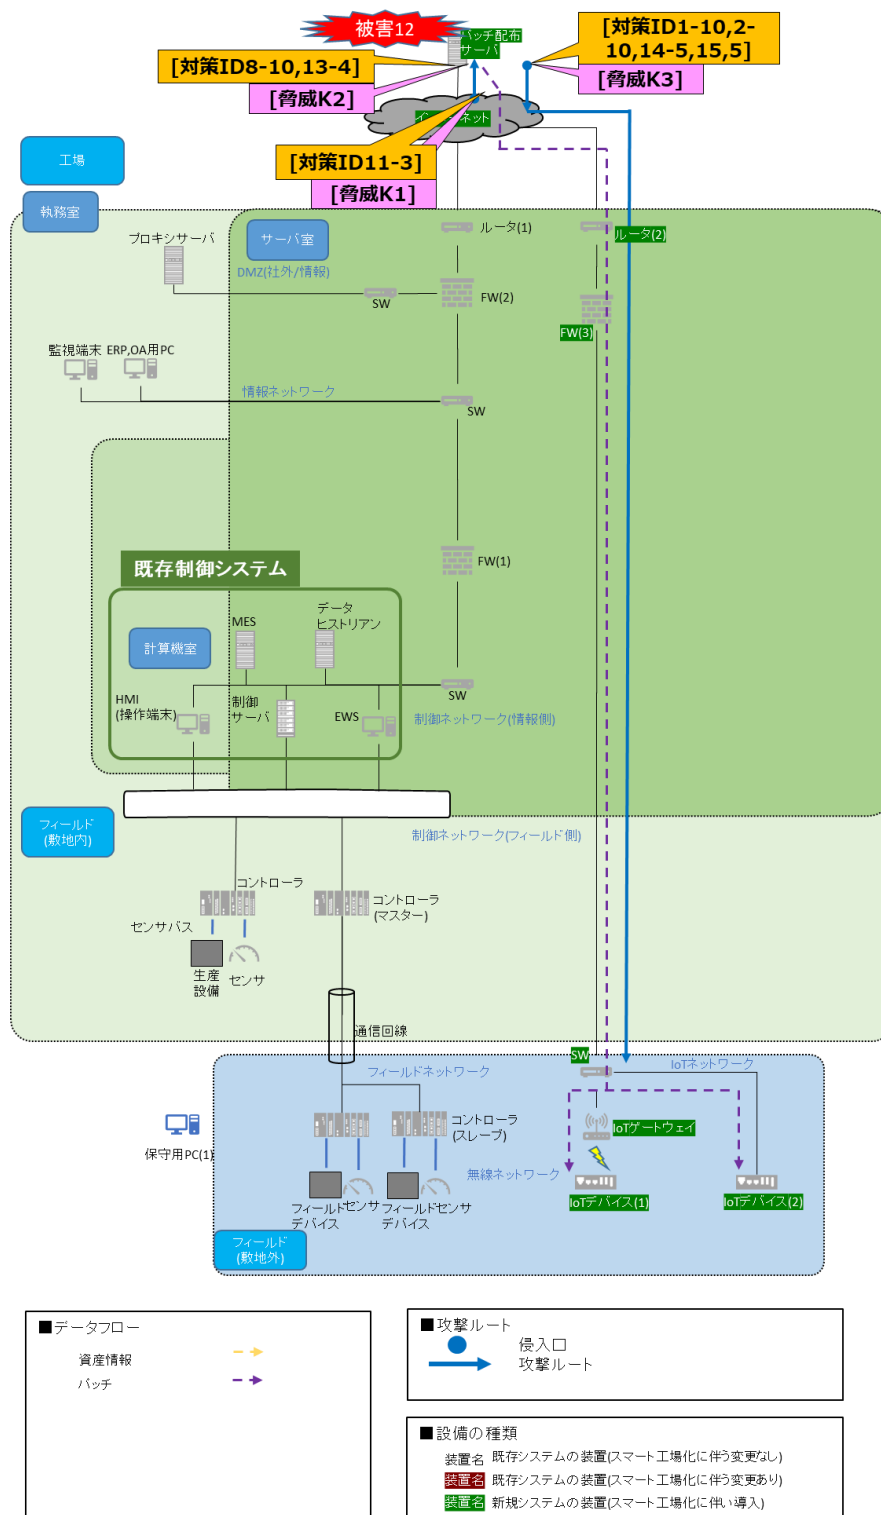 被害12
パッチ配布
サーバ
[対策ID1-10,2-
10,14-5,15,5]
[対策ID8-10,13-4]
[脅威K3]
[脅威K2]
[対策ID11-3]
[脅威K1]
工場
執務室
サーバ室
プロキシサーバ
ルータ(1)
ルータ(2)
DMZ(社外/情報)
SW
FW(2)
FW(3)
監視端末
ERP,OA用PC
情報ネットワーク
SW
FW(1)
既存制御システム
計算機室
MES
データ
ヒストリアン
SW
HMI
(操作端末)
制御
サーバ
EWS
制御ネットワーク(情報側)
フィールド
(敷地内)
制御ネットワーク(フィールド側)
コントローラ
コントローラ
(マスター)
センサバス
生産
設備
センサ
通信回線
SW
IoTネットワーク
フィールドネットワーク
保守用PC(1)
コントローラ
(スレーブ)
IoTゲートウェイ
無線ネットワーク
フィールド
デバイス
センサ
フィールド
デバイス
センサ
IoTデバイス(1)
IoTデバイス(2)
フィールド
(敷地外)
■データフロー
資産情報
パッチ
■攻撃ルート
侵入口
攻撃ルート
■設備の種類
装置名 既存システムの装置(スマート工場化に伴う変更なし)
装置名 既存システムの装置(スマート工場化に伴う変更あり)
装置名 新規システムの装置(スマート工場化に伴い導入)